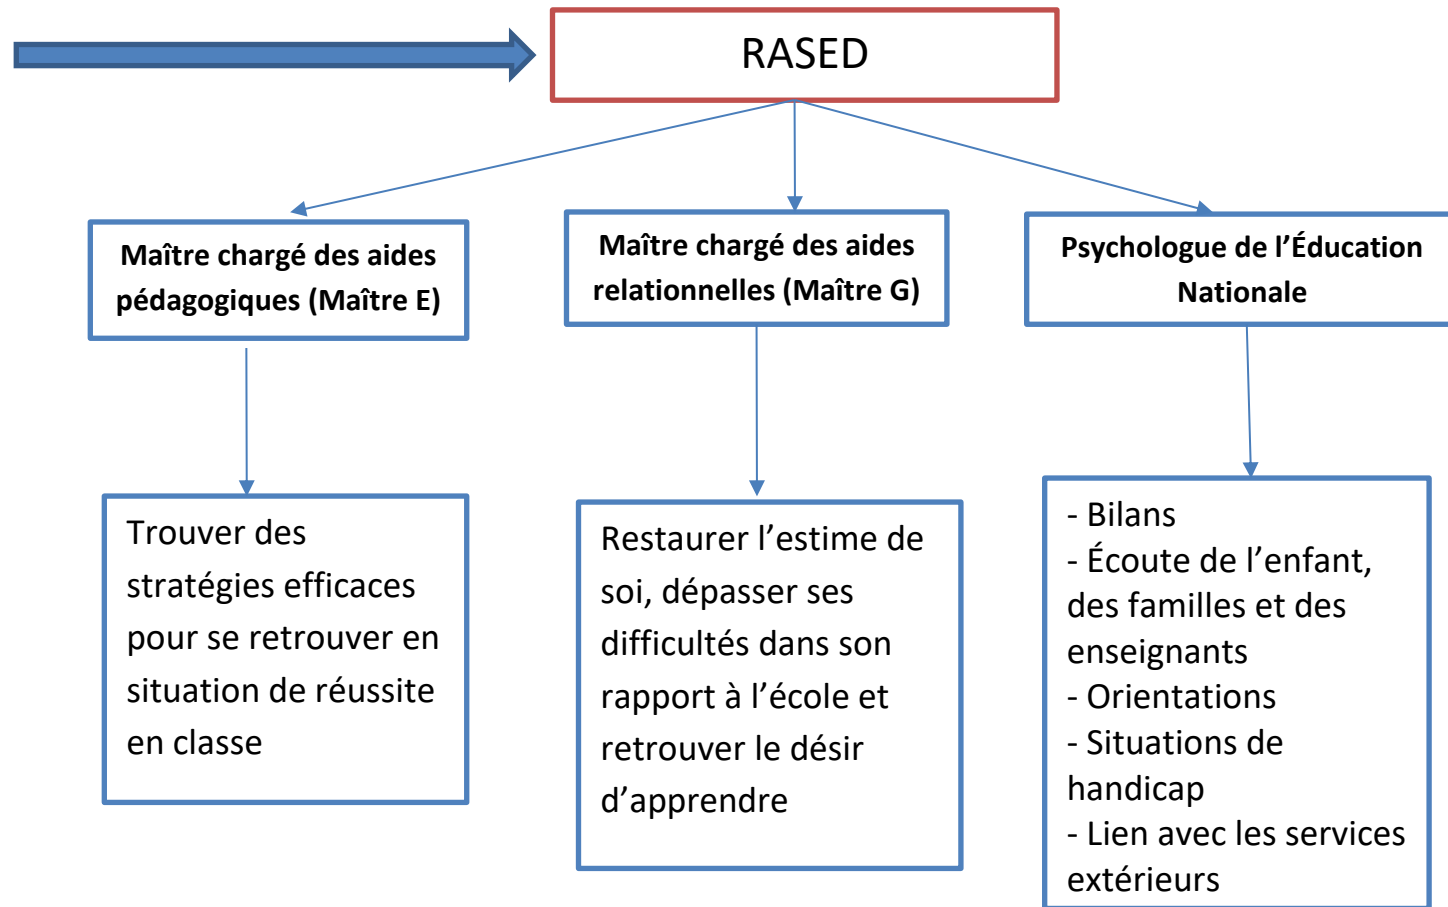 RASED
Maître chargé des aides
pédagogiques (Maître E)
Maître chargé des aides
relationnelles (Maître G)
Psychologue de l’Éducation
Nationale
Trouver des
stratégies efficaces
pour se retrouver en
situation de réussite
en classe
Restaurer l’estime de
soi, dépasser ses
difficultés dans son
rapport à l’école et
retrouver le désir
d’apprendre
- Bilans
- Écoute de l’enfant,
des familles et des
enseignants
- Orientations
- Situations de
handicap
- Lien avec les services
extérieurs